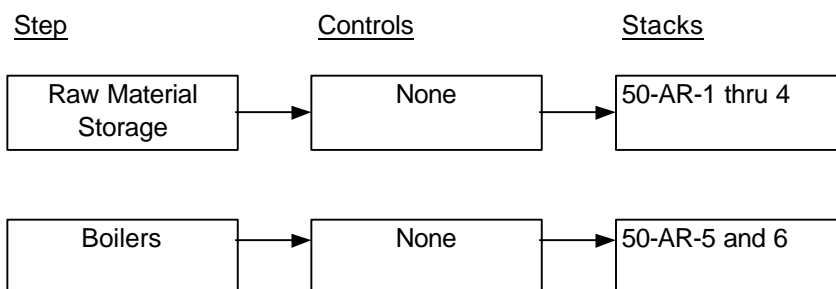 Step Controls Stacks
Raw Material None 50-AR-1 thru 4
Storage
Boilers None 50-AR-5 and 6